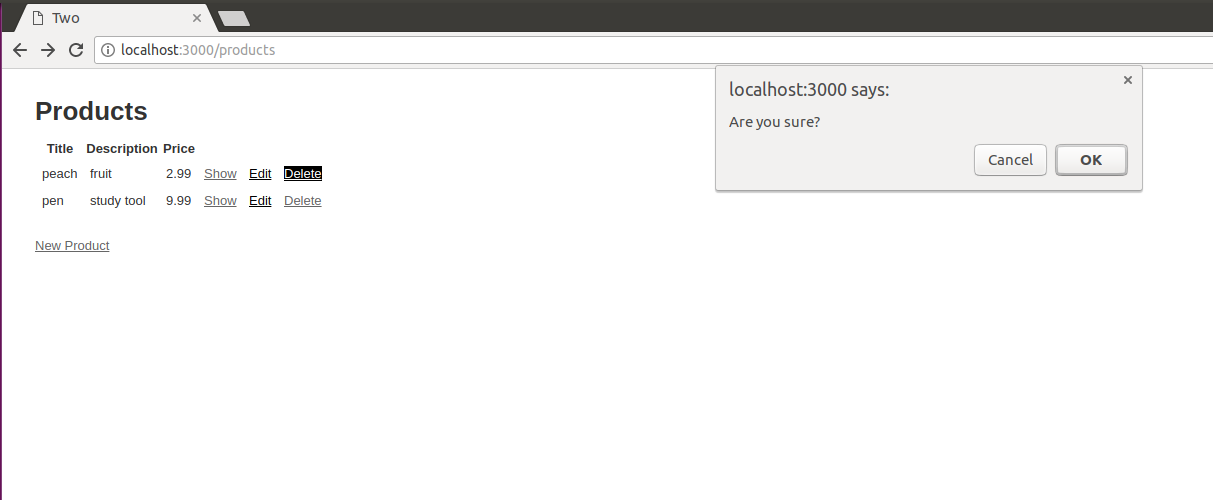 Two
localhost:3000/products
localhost:3000 says:
Are you sure?
Cancel OK
Products
Title Description Price
peach fruit 2.99 Show Edit Delete
pen study tool 9.99 Show Edit Delete
New Product